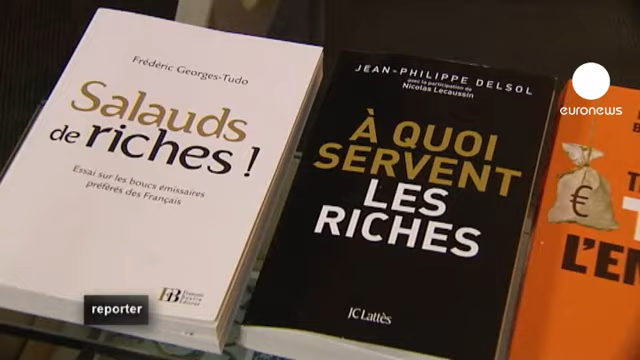 Frédéric Georges-Tudo
Salauds
de riches !
Essai sur les boucs émissaires
préférés des Français
reporter
JEAN-PHILIPPE DELSOL
avec la participation de
Nicolas Lecaussin
À QUOI
SERVENT
LES
RICHES
JC Lattès
euronews
€
L'EN